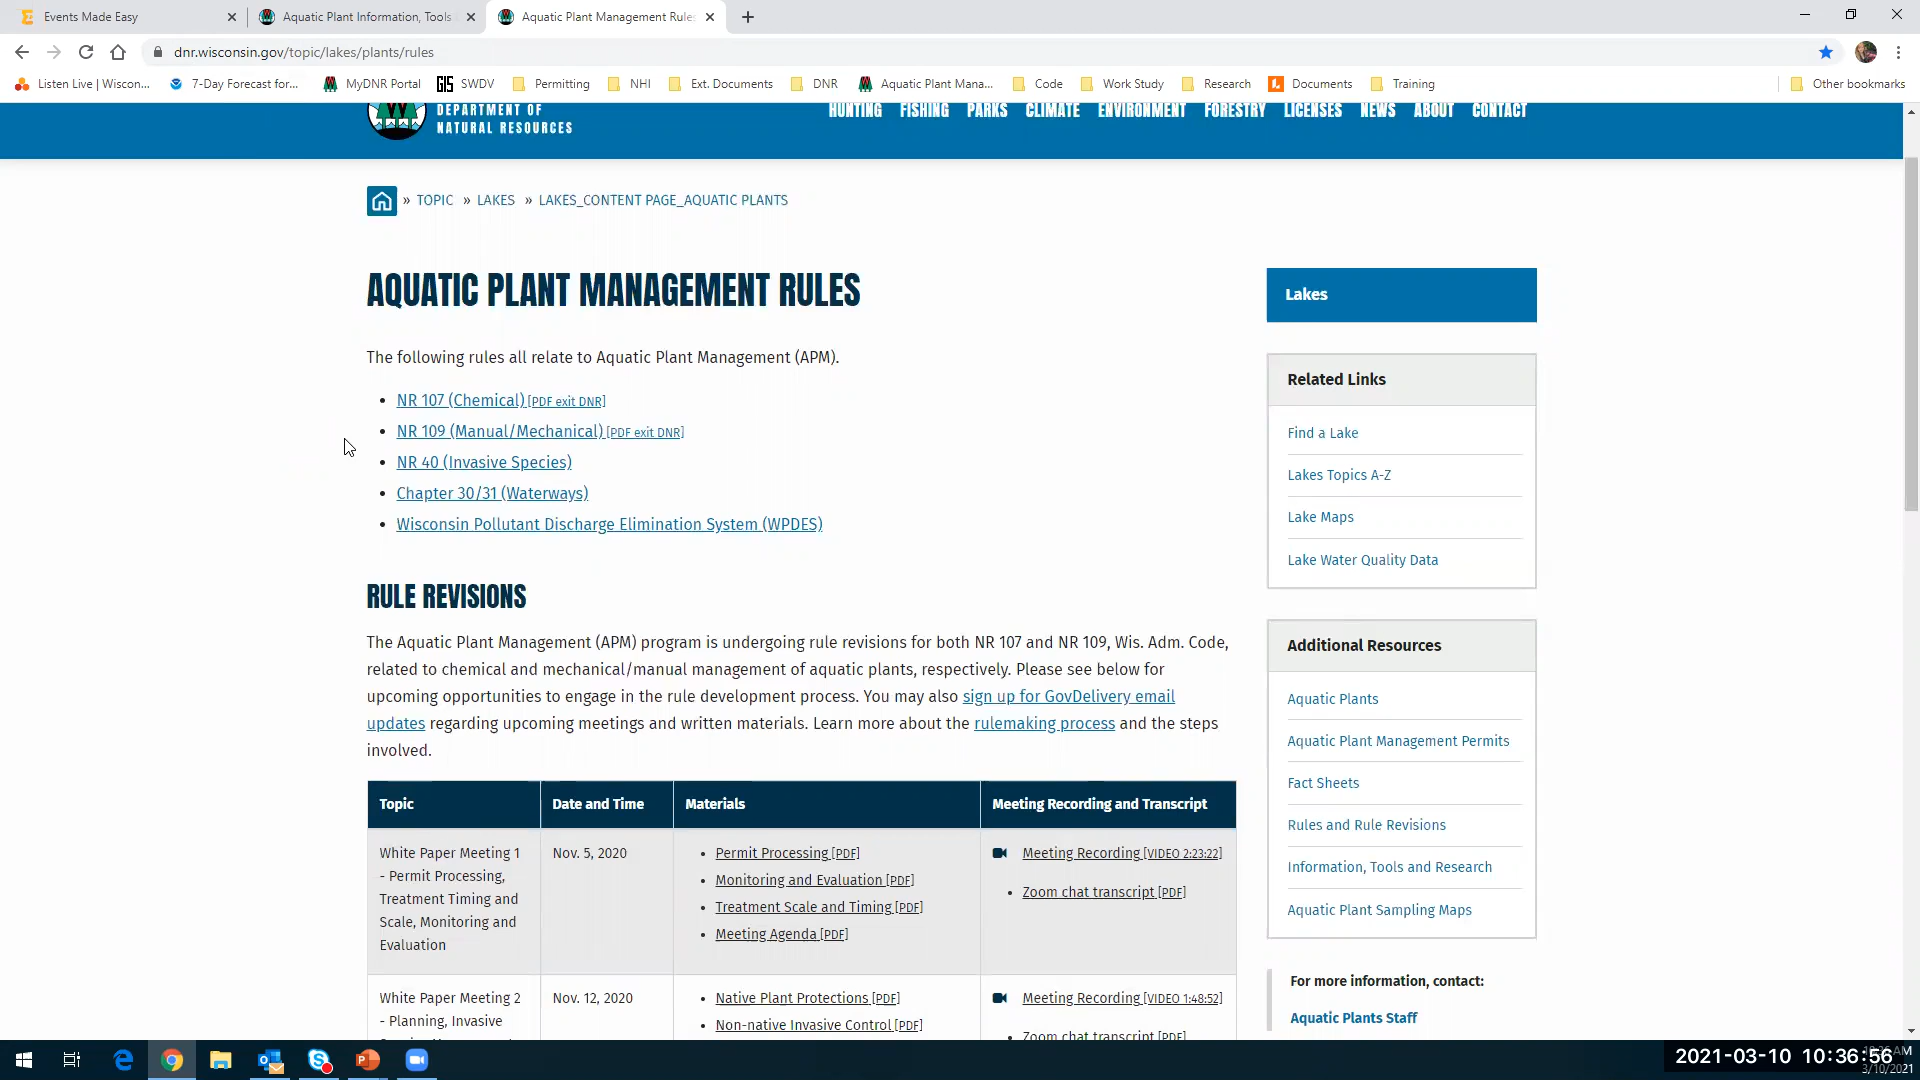 Events Made Easy
Aquatic Plant Information, Tools
Aquatic Plant Management Rules
dnr.wisconsin.gov/topic/lakes/plants/rules
Listen Live | Wiscon...
7-Day Forecast for...
MyDNR Portal
GIS SWDV
Permitting
NHI
Ext. Documents
DNR
Aquatic Plant Mana...
Code
Work Study
Research
Documents
Training
Other bookmarks
DEPARTMENT OF
NATURAL RESOURCES
HUNTING FISHING PARKS CLIMATE ENVIRONMENT FORESTRY LICENSES NEWS ABOUT CONTACT
» TOPIC » LAKES » LAKES_CONTENT PAGE_AQUATIC PLANTS
AQUATIC PLANT MANAGEMENT RULES
The following rules all relate to Aquatic Plant Management (APM).
• NR 107 (Chemical) [PDF exit DNR]
• NR 109 (Manual/Mechanical) [PDF exit DNR]
• NR 40 (Invasive Species)
• Chapter 30/31 (Waterways)
• Wisconsin Pollutant Discharge Elimination System (WPDES)
RULE REVISIONS
The Aquatic Plant Management (APM) program is undergoing rule revisions for both NR 107 and NR 109, Wis. Adm. Code,
related to chemical and mechanical/manual management of aquatic plants, respectively. Please see below for
upcoming opportunities to engage in the rule development process. You may also sign up for GovDelivery email
updates regarding upcoming meetings and written materials. Learn more about the rulemaking process and the steps
involved.
Topic
Date and Time
Materials
Meeting Recording and Transcript
White Paper Meeting 1
- Permit Processing,
Treatment Timing and
Scale, Monitoring and
Evaluation
Nov. 5, 2020
• Permit Processing [PDF]
• Monitoring and Evaluation [PDF]
• Treatment Scale and Timing [PDF]
• Meeting Agenda [PDF]
Meeting Recording [VIDEO 2:23:22]
• Zoom chat transcript [PDF]
White Paper Meeting 2
- Planning, Invasive
Nov. 12, 2020
• Native Plant Protections [PDF]
• Non-native Invasive Control [PDF]
Meeting Recording [VIDEO 1:48:52]
Zoom chat transcript [PDF]
Lakes
Related Links
Find a Lake
Lakes Topics A-Z
Lake Maps
Lake Water Quality Data
Additional Resources
Aquatic Plants
Aquatic Plant Management Permits
Fact Sheets
Rules and Rule Revisions
Information, Tools and Research
Aquatic Plant Sampling Maps
For more information, contact:
Aquatic Plants Staff
2021-03-10 10:36:56
3/10/2021